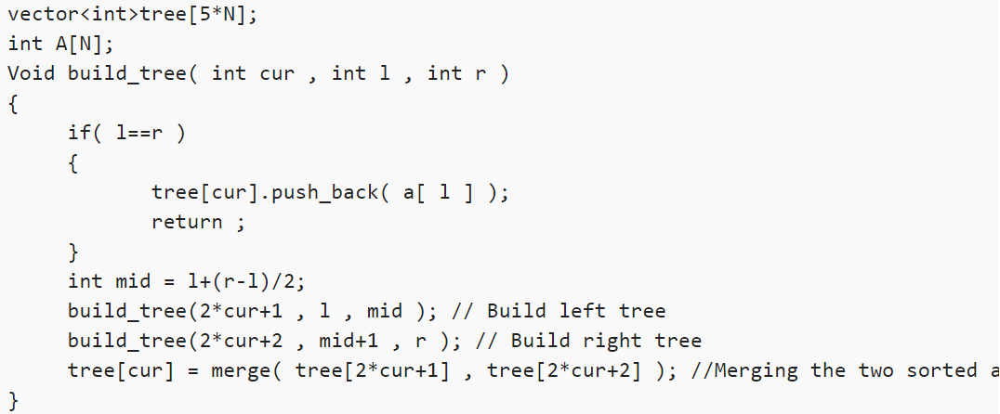 vector<int>tree[5*N];
int A[N];
Void build_tree( int cur , int l , int r )
{
if( l==r )
{
tree[cur].push_back( a[ l ] );
return ;
}
int mid = l+(r-l)/2;
build_tree(2*cur+1 , l , mid ); // Build left tree
build_tree(2*cur+2 , mid+1 , r ); // Build right tree
tree[cur] = merge( tree[2*cur+1] , tree[2*cur+2] ); //Merging the two sorted a
}